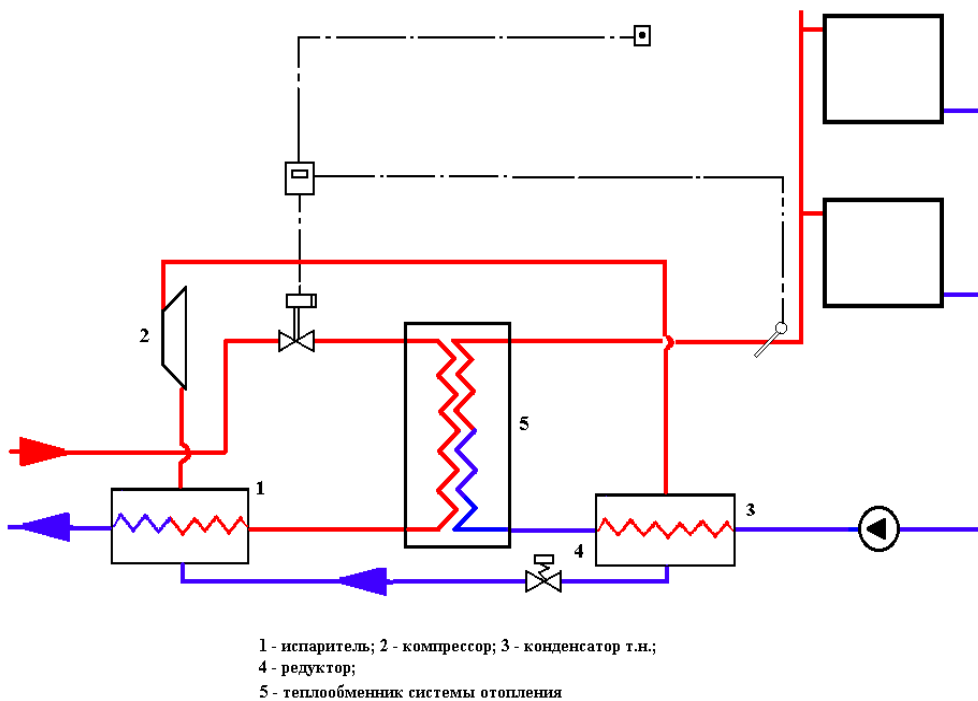 2
1
5
3
4
1 - испаритель; 2 - компрессор; 3 - конденсатор т.н.;
4 - редуктор;
5 - теплообменник системы отопления